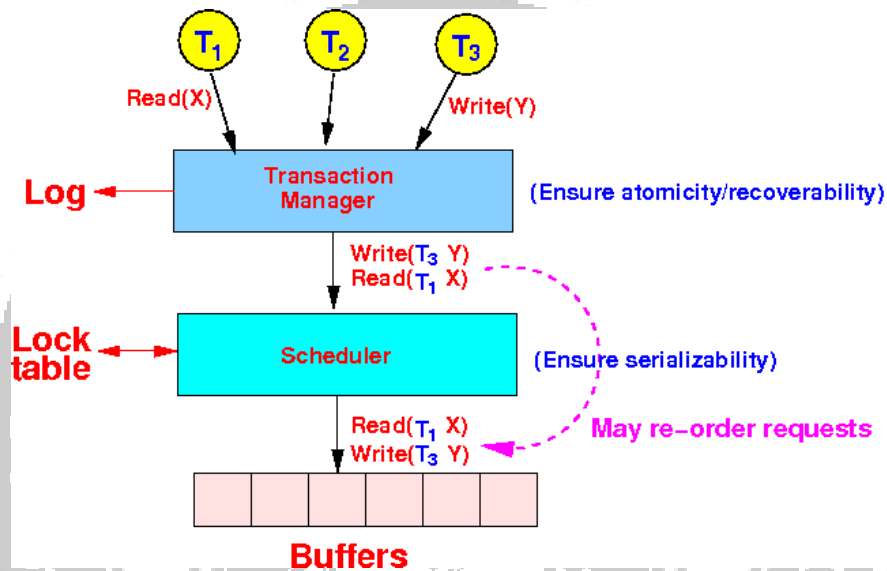 T1
T2
T3
Read(X)
Write(Y)
Transaction
Manager
Log
(Ensure atomicity/recoverability)
Write(T3 Y)
Read(T1 X)
Lock
table
Scheduler
(Ensure serializability)
Read(T1 X)
Write(T3 Y)
May re-order requests
Buffers